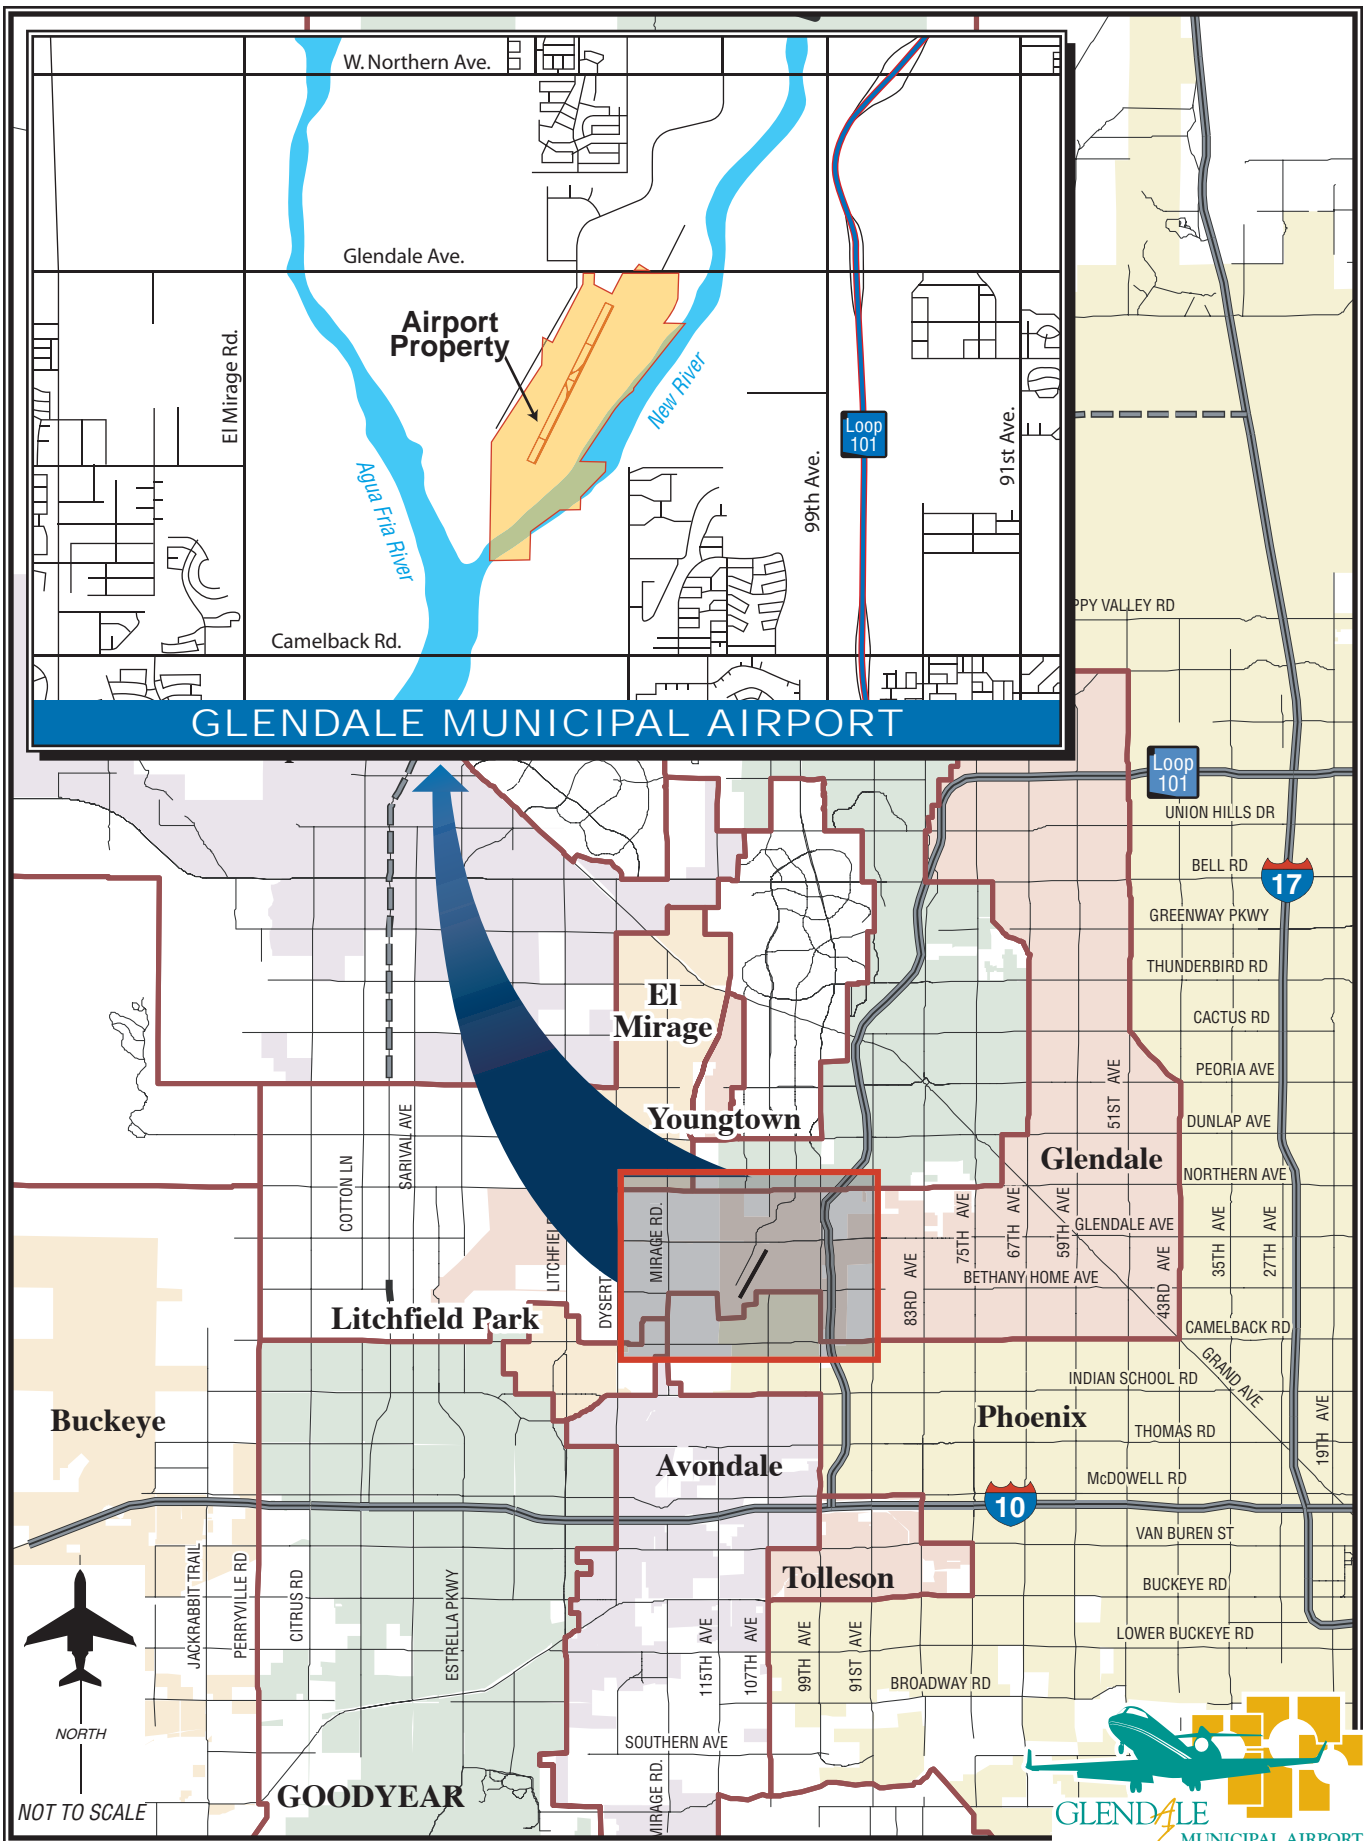 W. Northern Ave.
Glendale Ave.
Airport
Property
El Mirage Rd.
New River
Agua Fria River
Loop
101
99th Ave.
91st Ave.
Camelback Rd.
GLENDALE MUNICIPAL AIRPORT
PPY VALLEY RD
Loop
101
UNION HILLS DR
BELL RD
17
GREENWAY PKWY
THUNDERBIRD RD
El
Mirage
CACTUS RD
PEORIA AVE
51ST AVE
Youngtown
DUNLAP AVE
SARIVAL AVE
COTTON LN
Glendale
NORTHERN AVE
LITCHFIEL
MIRAGE RD.
DYSERT
75TH AVE
67TH AVE
59TH AVE
GLENDALE AVE
35TH AVE
27TH AVE
83RD AVE
BETHANY HOME AVE
43RD AVE
Litchfield Park
CAMELBACK RD
GRAND AVE
INDIAN SCHOOL RD
Buckeye
Phoenix
THOMAS RD
19TH AVE
Avondale
McDOWELL RD
10
VAN BUREN ST
Tolleson
BUCKEYE RD
JACKRABBIT TRAIL
PERRYVILLE RD
CITRUS RD
ESTRELLA PKWY
115TH AVE
107TH AVE
99TH AVE
91ST AVE
LOWER BUCKEYE RD
BROADWAY RD
NORTH
SOUTHERN AVE
MIRAGE RD.
GOODYEAR
NOT TO SCALE
GLENDALE
MUNICIPAL AIRPORT